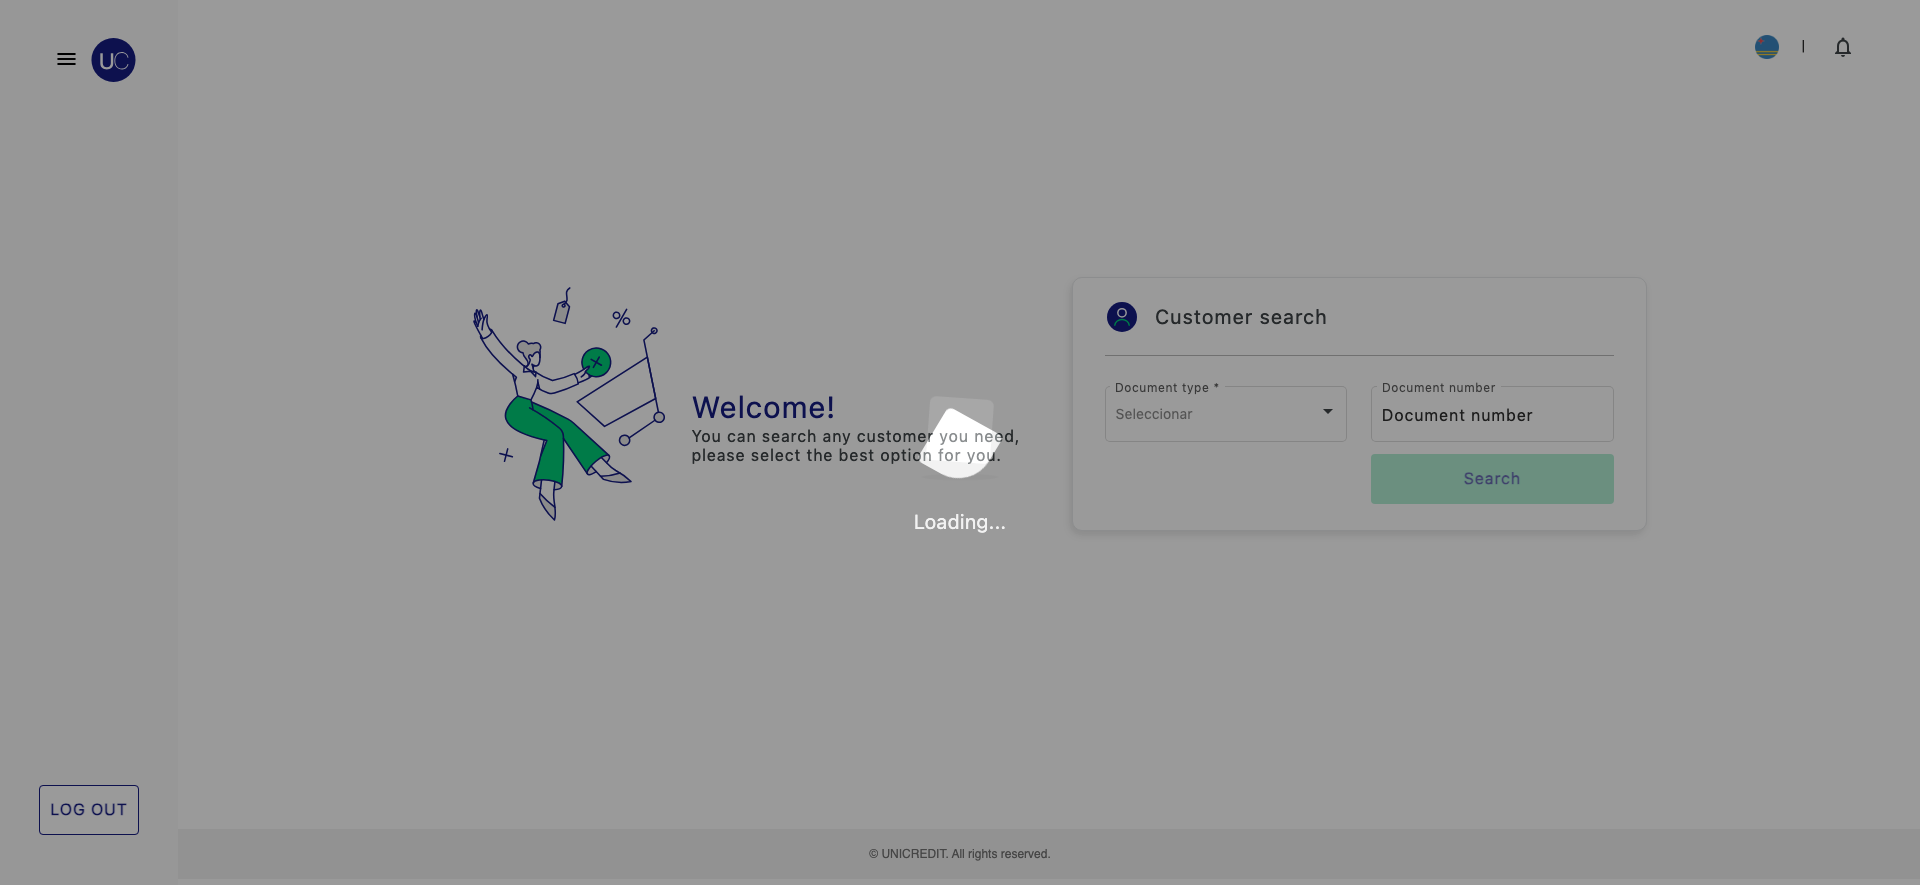 UC
|
Customer search
Document type *
Seleccionar
Document number
Document number
Search
%
Welcome!
You can search any customer you need,
please select the best option for you.
Loading...
LOG OUT
© UNICREDIT. All rights reserved.